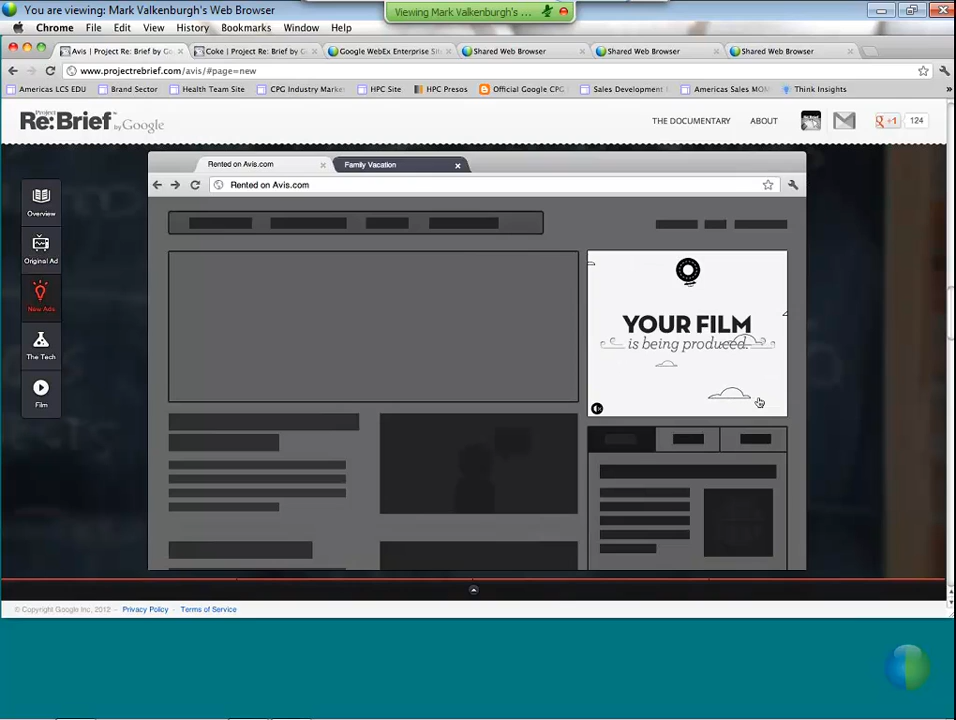 You are viewing: Mark Valkenburgh's Web Browser
Viewing Mark Valkenburgh's ...
Chrome File Edit View History Bookmarks Window Help
Avis | Project Re: Brief by Go
Coke | Project Re: Brief by G
Google WebEx Enterprise Sit
Shared Web Browser
Shared Web Browser
Shared Web Browser
www.projectrebrief.com/avis/#page=new
Americas LCS EDU
Brand Sector
Health Team Site
CPG Industry Marke
HPC Site
HPC Presos
Official Google CPG
Sales Development
Americas Sales MOM
Think Insights
»
Project
Re:Brief by Google
THE DOCUMENTARY
ABOUT
+1
124
Rented on Avis.com
Family Vacation
Rented on Avis.com
Overview
Original Ad
New Ads
The Tech
Film
YOUR FILM
is being produced.
© Copyright Google Inc, 2012 - Privacy Policy - Terms of Service